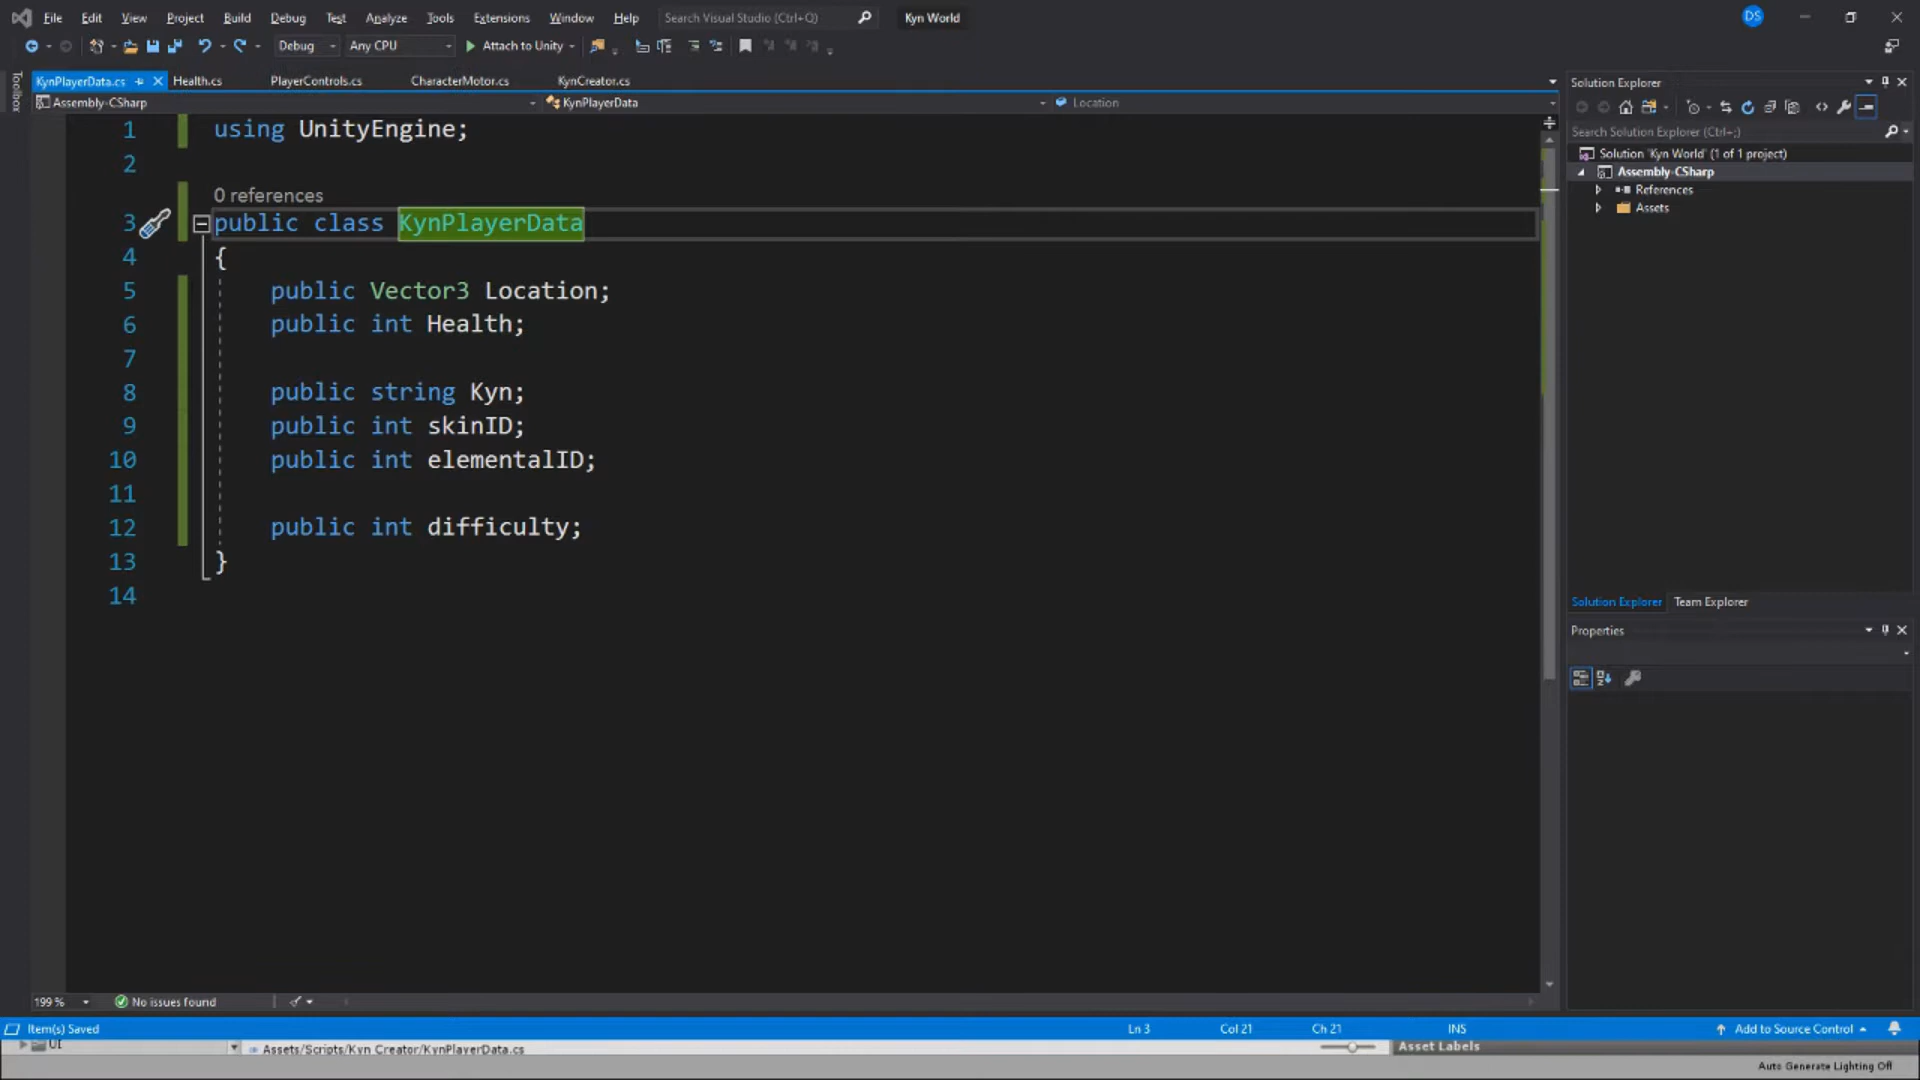 File Edit View Project Build Debug Test Analyze Tools Extensions Window Help Search Visual Studio (Ctrl+Q) Kyn World DS
Debug Any CPU Attach to Unity
Toolbox
KynPlayerData.cs Health.cs PlayerControls.cs CharacterMotor.cs KynCreator.cs
Assembly-CSharp KynPlayerData Location
1 using UnityEngine;
2
0 references
3 public class KynPlayerData
4 {
5 public Vector3 Location;
6 public int Health;
7
8 public string Kyn;
9 public int skinID;
10 public int elementalID;
11
12 public int difficulty;
13 }
14
Solution Explorer
Search Solution Explorer (Ctrl+;)
Solution 'Kyn World' (1 of 1 project)
Assembly-CSharp
References
Assets
Solution Explorer Team Explorer
Properties
199 % No issues found
Item(s) Saved Ln 3 Col 21 Ch 21 INS Add to Source Control
UI Assets/Scripts/Kyn Creator/KynPlayerData.cs Asset Labels
Auto Generate Lighting Off